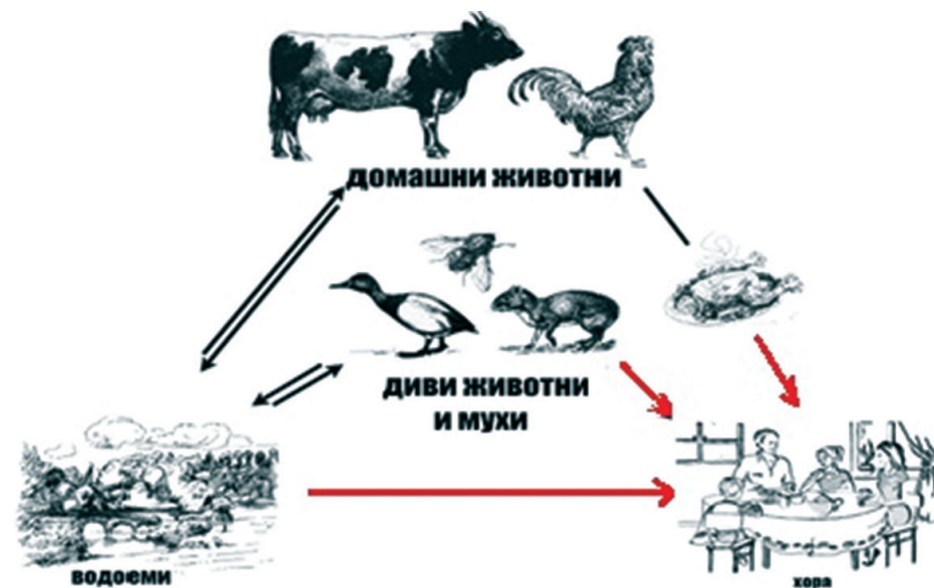 домашни животни
диви животни
и мухи
водоеми
хора